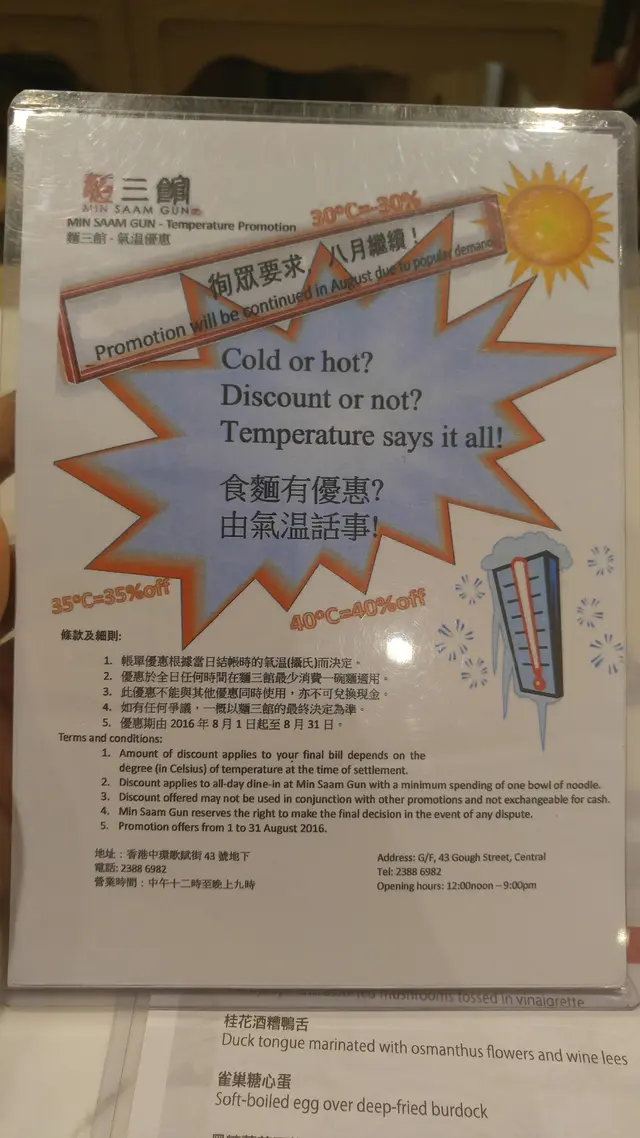 麵三館
MIN SAAM GUN
MIN SAAM GUN - Temperature Promotion
麵三館 - 氣温優惠
30°C=-30%
徇眾要求, 八月繼續！
Promotion will be continued in August due to popular demand
Cold or hot?
Discount or not?
Temperature says it all!
食麵有優惠?
由氣温話事!
35°C=35%off
40°C=40%off
條款及細則:
1. 帳單優惠根據當日結帳時的氣温(攝氏)而決定。
2. 優惠於全日任何時間在麵三館最少消費一碗麵適用。
3. 此優惠不能與其他優惠同時使用，亦不可兌換現金。
4. 如有任何爭議，一概以麵三館的最終決定為準。
5. 優惠期由 2016 年 8 月 1 日起至 8 月 31 日。
Terms and conditions:
1. Amount of discount applies to your final bill depends on the
degree (in Celsius) of temperature at the time of settlement.
2. Discount applies to all-day dine-in at Min Saam Gun with a minimum spending of one bowl of noodle.
3. Discount offered may not be used in conjunction with other promotions and not exchangeable for cash.
4. Min Saam Gun reserves the right to make the final decision in the event of any dispute.
5. Promotion offers from 1 to 31 August 2016.
地址：香港中環歌賦街 43 號地下
電話: 2388 6982
營業時間：中午十二時至晚上九時
Address: G/F, 43 Gough Street, Central
Tel: 2388 6982
Opening hours: 12:00noon – 9:00pm
mushrooms tossed in vinaigrette
桂花酒糟鴨舌
Duck tongue marinated with osmanthus flowers and wine lees
雀巢糖心蛋
Soft-boiled egg over deep-fried burdock